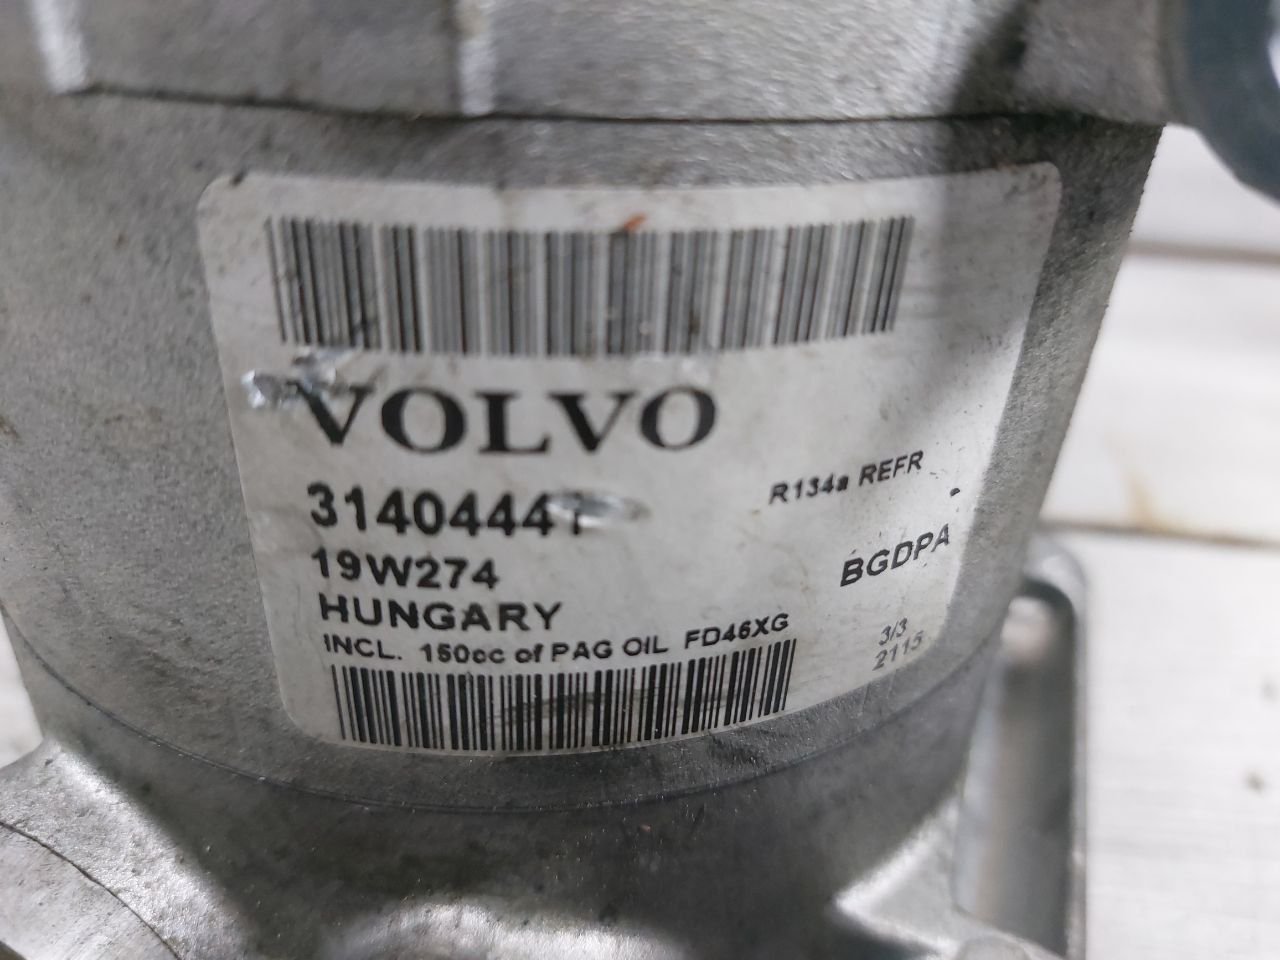 VOLVO
R134a REFR
BGDPA
19W274
HUNGARY
INCL. 150cc of PAG OIL FD46XG
3/3
2115